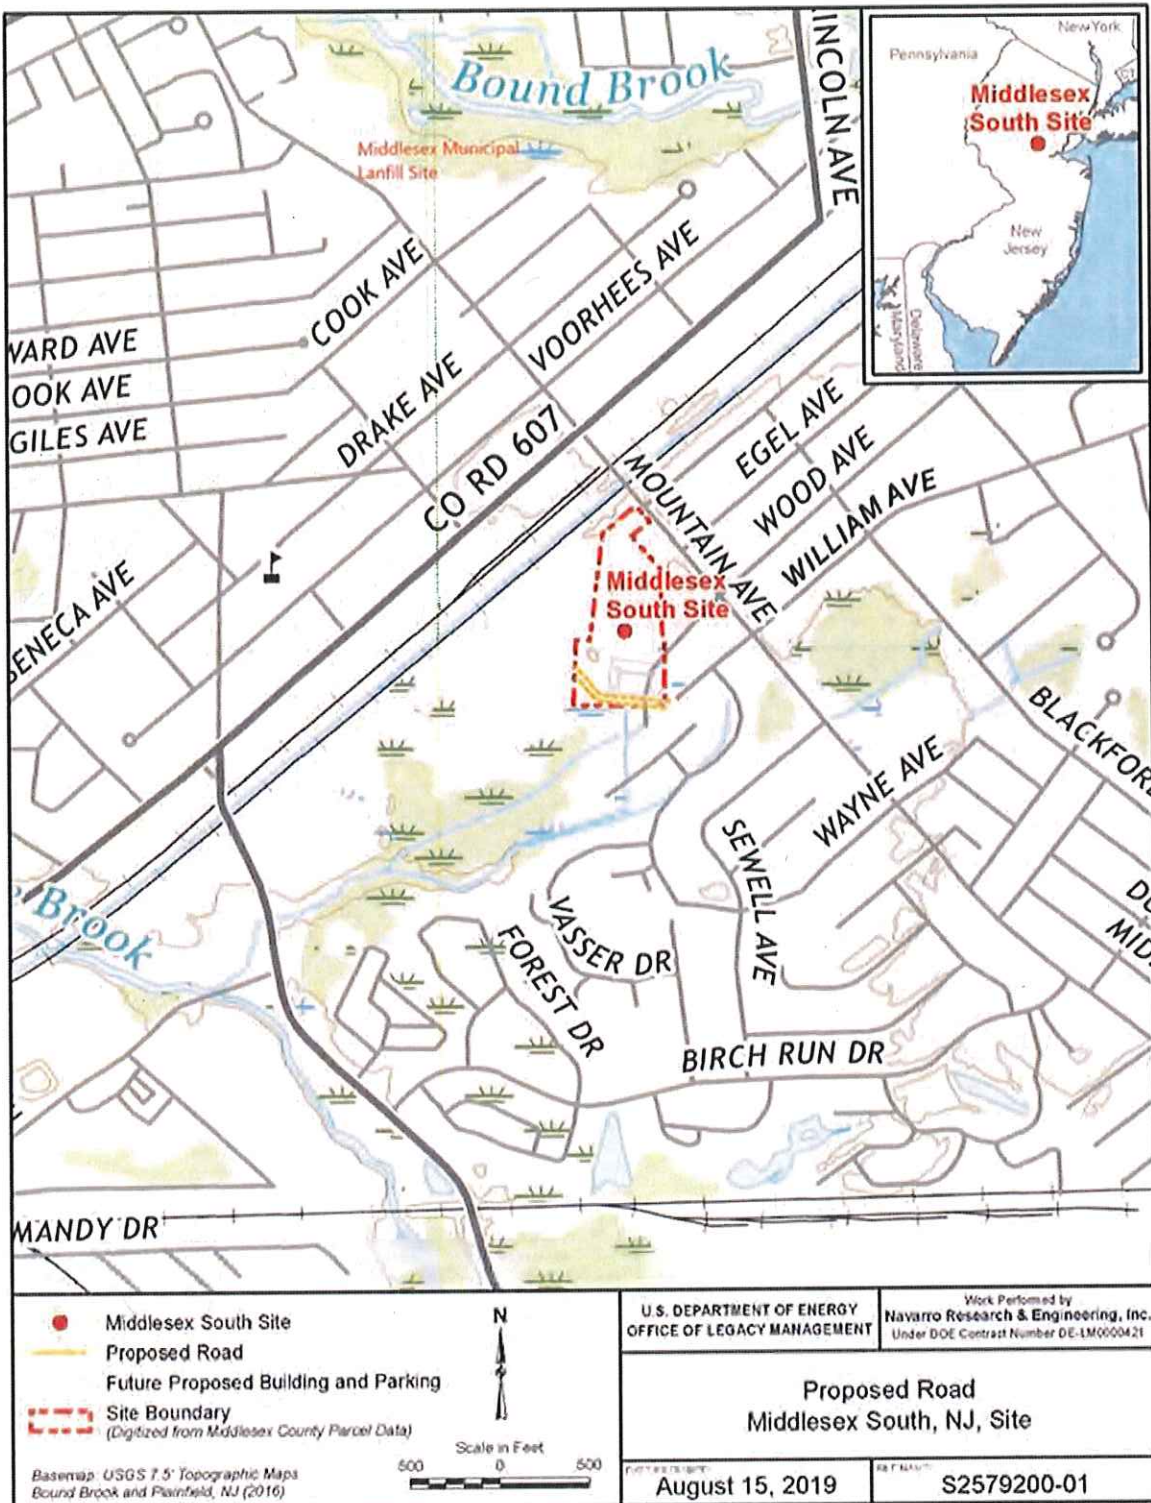 Bound Brook
INCOLN AVE
Middlesex Municipal
Lanfill Site
New York
Pennsylvania
Middlesex
South Site
New
Jersey
Delaware
Maryland
COOK AVE
VOORHEES AVE
WARD AVE
OOK AVE
DRAKE AVE
GILES AVE
CO RD 607
EGEL AVE
MOUNTAIN AVE
WOOD AVE
WILLIAM AVE
Middlesex
South Site
SENECA AVE
BLACKFOR
WAYNE AVE
SEWELL AVE
Brook
VASSER DR
FOREST DR
DU
MID
BIRCH RUN DR
MANDY DR
Middlesex South Site
Proposed Road
Future Proposed Building and Parking
Site Boundary
(Digitized from Middlesex County Parcel Data)
Basemap: USGS 7.5' Topographic Maps
Bound Brook and Plainfield, NJ (2016)
N
Scale in Feet
500 0 500
U.S. DEPARTMENT OF ENERGY
OFFICE OF LEGACY MANAGEMENT
Work Performed by
Navarro Research & Engineering, Inc.
Under DOE Contract Number DE-LM0000421
Proposed Road
Middlesex South, NJ, Site
August 15, 2019
S2579200-01